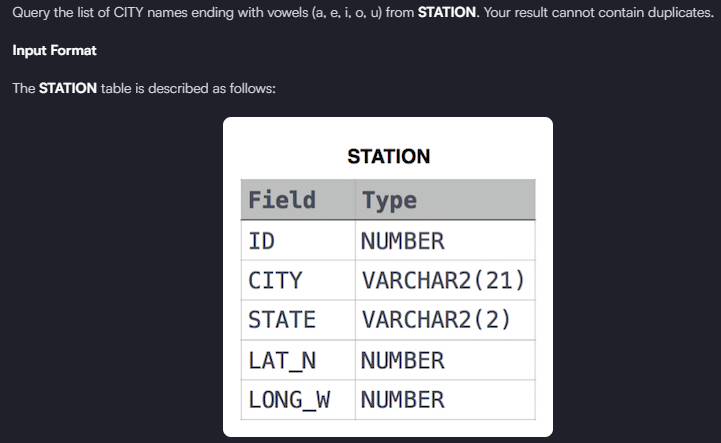 Query the list of CITY names ending with vowels (a, e, i, o, u) from STATION. Your result cannot contain duplicates.
Input Format
The STATION table is described as follows:
STATION
Field Type
ID NUMBER
CITY VARCHAR2(21)
STATE VARCHAR2(2)
LAT_N NUMBER
LONG_W NUMBER